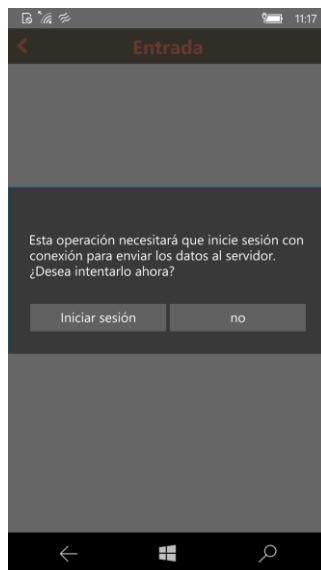 11:17
Entrada
Esta operación necesitará que inicie sesión con
conexión para enviar los datos al servidor.
¿Desea intentarlo ahora?
Iniciar sesión
no